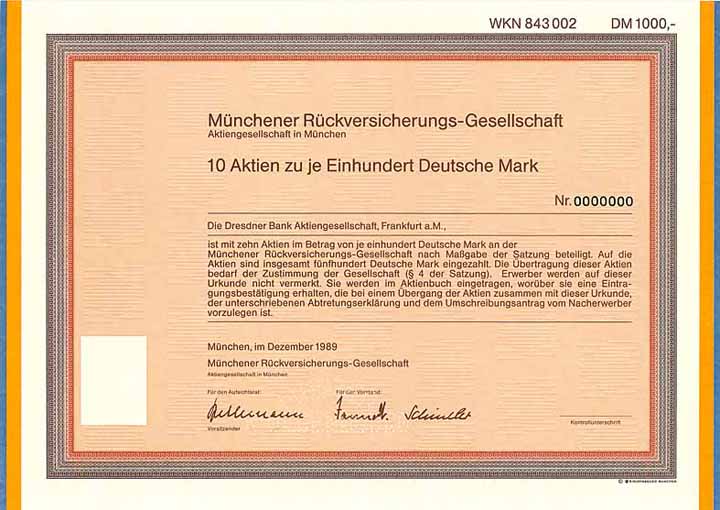 WKN 843 002 DM 1000,-
Münchener Rückversicherungs-Gesellschaft
Aktiengesellschaft in München
10 Aktien zu je Einhundert Deutsche Mark
Nr. 0000000
Die Dresdner Bank Aktiengesellschaft, Frankfurt a.M.,
ist mit zehn Aktien im Betrag von je einhundert Deutsche Mark an der
Münchener Rückversicherungs-Gesellschaft nach Maßgabe der Satzung beteiligt. Auf die
Aktien sind insgesamt fünfhundert Deutsche Mark eingezahlt. Die Übertragung dieser Aktien
bedarf der Zustimmung der Gesellschaft (§ 4 der Satzung). Erwerber werden auf dieser
Urkunde nicht vermerkt. Sie werden im Aktienbuch eingetragen, worüber sie eine Eintra-
gungsbestätigung erhalten, die bei einem Übergang der Aktien zusammen mit dieser Urkunde,
der unterschriebenen Abtretungserklärung und dem Umschreibungsantrag vom Nacherwerber
vorzulegen ist.
München, im Dezember 1989
Münchener Rückversicherungs-Gesellschaft
Aktiengesellschaft in München
Für den Aufsichtsrat: Für den Vorstand:
Vorsitzender Kontrollunterschrift